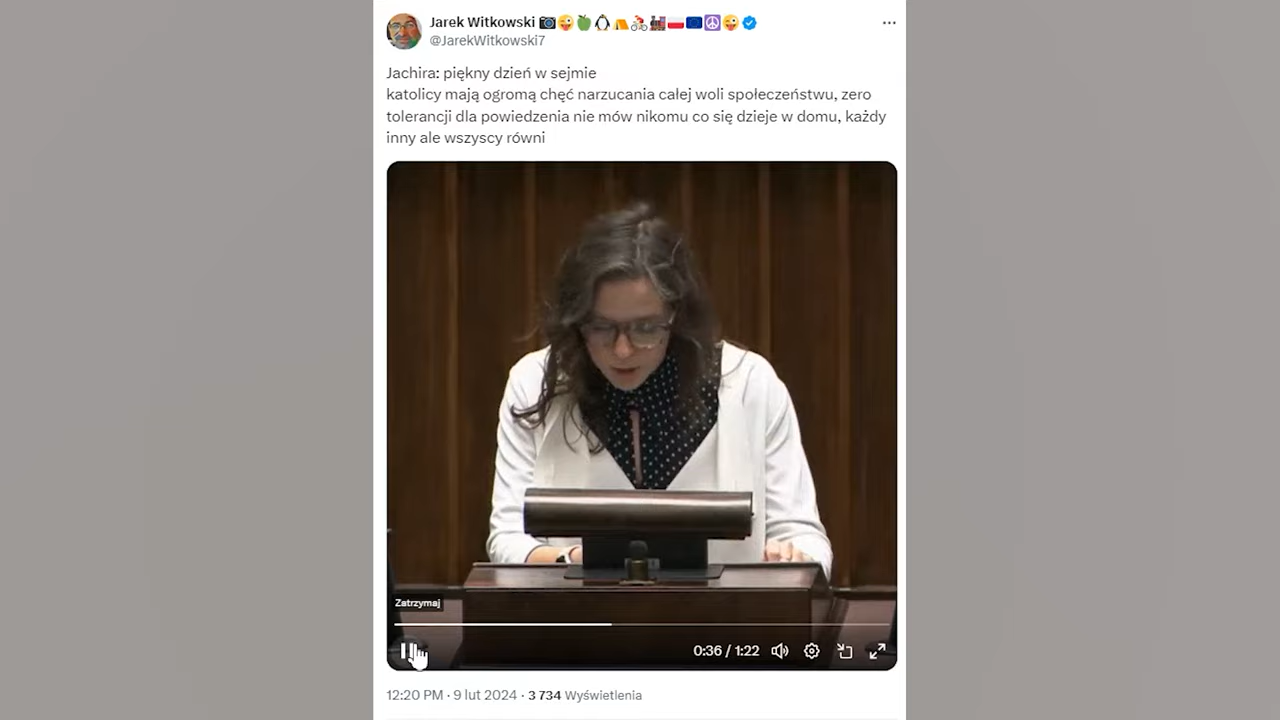 Jarek Witkowski 📷😜🍏🐧⛺🚴🚂🇵🇱🇪🇺☮️😜
@JarekWitkowski7
Jachira: piękny dzień w sejmie
katolicy mają ogromą chęć narzucania całej woli społeczeństwu, zero
tolerancji dla powiedzenia nie mów nikomu co się dzieje w domu, każdy
inny ale wszyscy równi
Zatrzymaj
0:36 / 1:22
12:20 PM · 9 lut 2024 · 3 734 Wyświetlenia